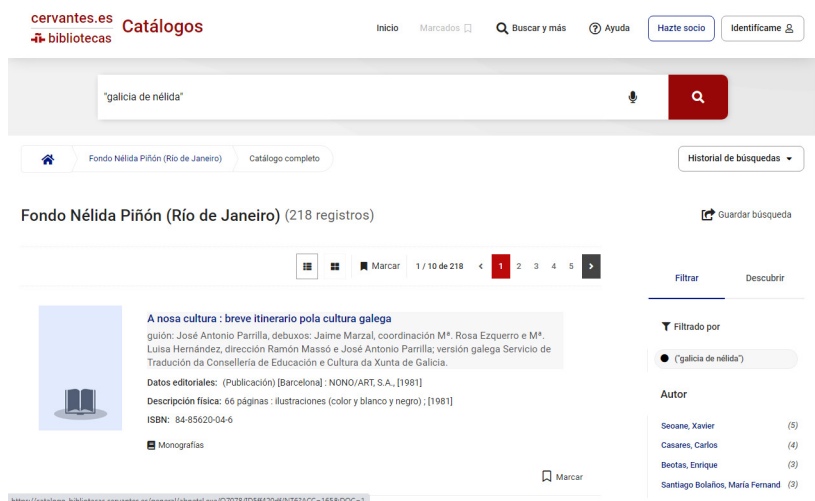 cervantes.es
bibliotecas
Catálogos
Inicio
Marcados
Buscar y más
Ayuda
Hazte socio
Identifícame
"galicia de nélida"
Fondo Nélida Piñón (Río de Janeiro)
Catálogo completo
Historial de búsquedas
Fondo Nélida Piñón (Río de Janeiro) (218 registros)
Guardar búsqueda
Marcar
1 / 10 de 218
1 2 3 4 5
Filtrar
Descubrir
A nosa cultura : breve itinerario pola cultura galega
guión: José Antonio Parrilla, debuxos: Jaime Marzal, coordinación Mª. Rosa Ezquerro e Mª.
Luisa Hernández, dirección Ramón Massó e José Antonio Parrilla; versión galega Servicio de
Tradución da Consellería de Educación e Cultura da Xunta de Galicia.
Datos editoriales: (Publicación) [Barcelona] : NONO/ART, S.A., [1981]
Descripción física: 66 páginas : ilustraciones (color y blanco y negro) ; [1981]
ISBN: 84-85620-04-6
Monografías
Marcar
Filtrado por
("galicia de nélida")
Autor
Seoane, Xavier (5)
Casares, Carlos (4)
Beotas, Enrique (3)
Santiago Bolaños, María Fernand (3)